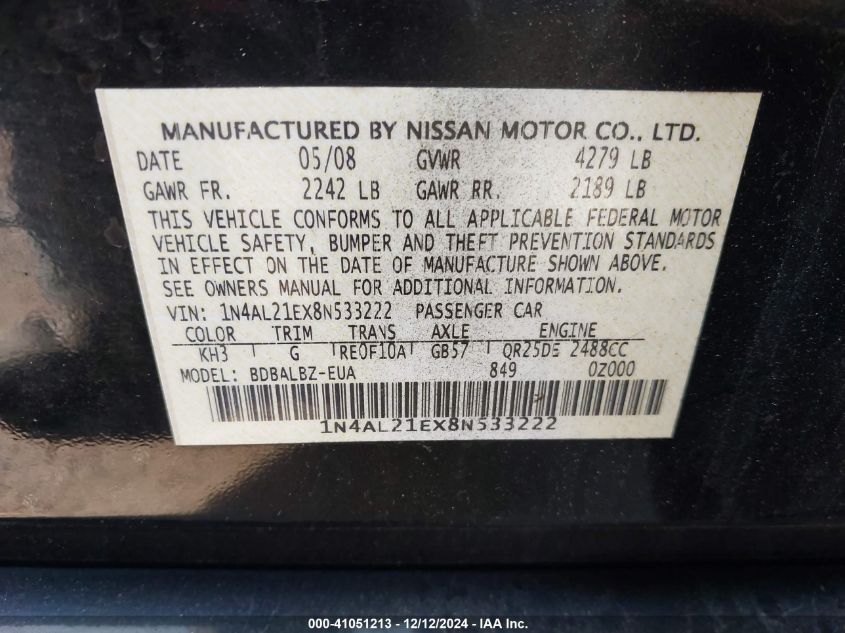 MANUFACTURED BY NISSAN MOTOR CO., LTD.
DATE 05/08 GVWR 4279 LB
GAWR FR. 2242 LB GAWR RR. 2189 LB
THIS VEHICLE CONFORMS TO ALL APPLICABLE FEDERAL MOTOR
VEHICLE SAFETY, BUMPER AND THEFT PREVENTION STANDARDS
IN EFFECT ON THE DATE OF MANUFACTURE SHOWN ABOVE.
SEE OWNERS MANUAL FOR ADDITIONAL INFORMATION.
VIN: 1N4AL21EX8N533222 PASSENGER CAR
COLOR TRIM TRANS AXLE ENGINE
KH3 G RE0F10A GB57 QR25DE 2488CC
MODEL: BDBALBZ-EUA 849 0Z000
1N4AL21EX8N533222
000-41051213 - 12/12/2024 - IAA Inc.